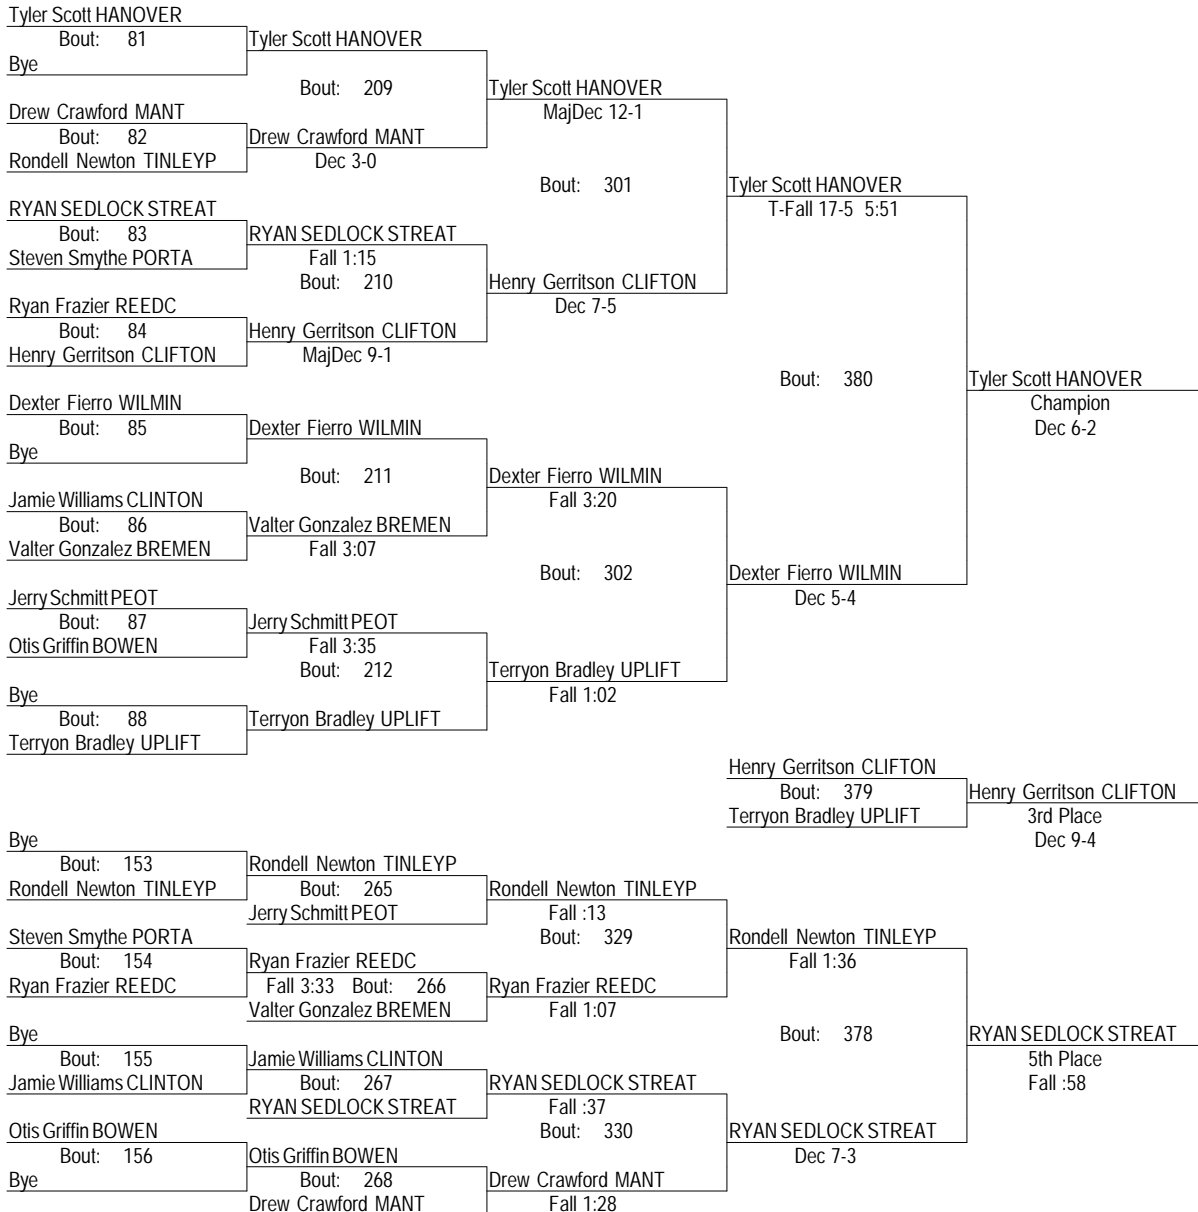 Tyler Scott HANOVER
Bout: 81
Bye
Tyler Scott HANOVER
Bout: 209
Drew Crawford MANT
Bout: 82
Rondell Newton TINLEYP
Drew Crawford MANT
Dec 3-0
Tyler Scott HANOVER
MajDec 12-1
Bout: 301
RYAN SEDLOCK STREAT
Bout: 83
Steven Smythe PORTA
RYAN SEDLOCK STREAT
Fall 1:15
Bout: 210
Ryan Frazier REEDC
Bout: 84
Henry Gerritson CLIFTON
Henry Gerritson CLIFTON
MajDec 9-1
Henry Gerritson CLIFTON
Dec 7-5
Tyler Scott HANOVER
T-Fall 17-5 5:51
Bout: 380
Dexter Fierro WILMIN
Bout: 85
Bye
Dexter Fierro WILMIN
Bout: 211
Jamie Williams CLINTON
Bout: 86
Valter Gonzalez BREMEN
Valter Gonzalez BREMEN
Fall 3:07
Dexter Fierro WILMIN
Fall 3:20
Bout: 302
Jerry Schmitt PEOT
Bout: 87
Otis Griffin BOWEN
Jerry Schmitt PEOT
Fall 3:35
Bout: 212
Bye
Bout: 88
Terryon Bradley UPLIFT
Terryon Bradley UPLIFT
Terryon Bradley UPLIFT
Fall 1:02
Dexter Fierro WILMIN
Dec 5-4
Tyler Scott HANOVER
Champion
Dec 6-2
Henry Gerritson CLIFTON
Bout: 379
Terryon Bradley UPLIFT
Henry Gerritson CLIFTON
3rd Place
Dec 9-4
Bye
Bout: 153
Rondell Newton TINLEYP
Rondell Newton TINLEYP
Bout: 265
Jerry Schmitt PEOT
Rondell Newton TINLEYP
Fall :13
Bout: 329
Steven Smythe PORTA
Bout: 154
Ryan Frazier REEDC
Ryan Frazier REEDC
Fall 3:33 Bout: 266
Valter Gonzalez BREMEN
Ryan Frazier REEDC
Fall 1:07
Rondell Newton TINLEYP
Fall 1:36
Bout: 378
Bye
Bout: 155
Jamie Williams CLINTON
Jamie Williams CLINTON
Bout: 267
RYAN SEDLOCK STREAT
RYAN SEDLOCK STREAT
Fall :37
Bout: 330
Otis Griffin BOWEN
Bout: 156
Bye
Otis Griffin BOWEN
Bout: 268
Drew Crawford MANT
Drew Crawford MANT
Fall 1:28
RYAN SEDLOCK STREAT
Dec 7-3
RYAN SEDLOCK STREAT
5th Place
Fall :58